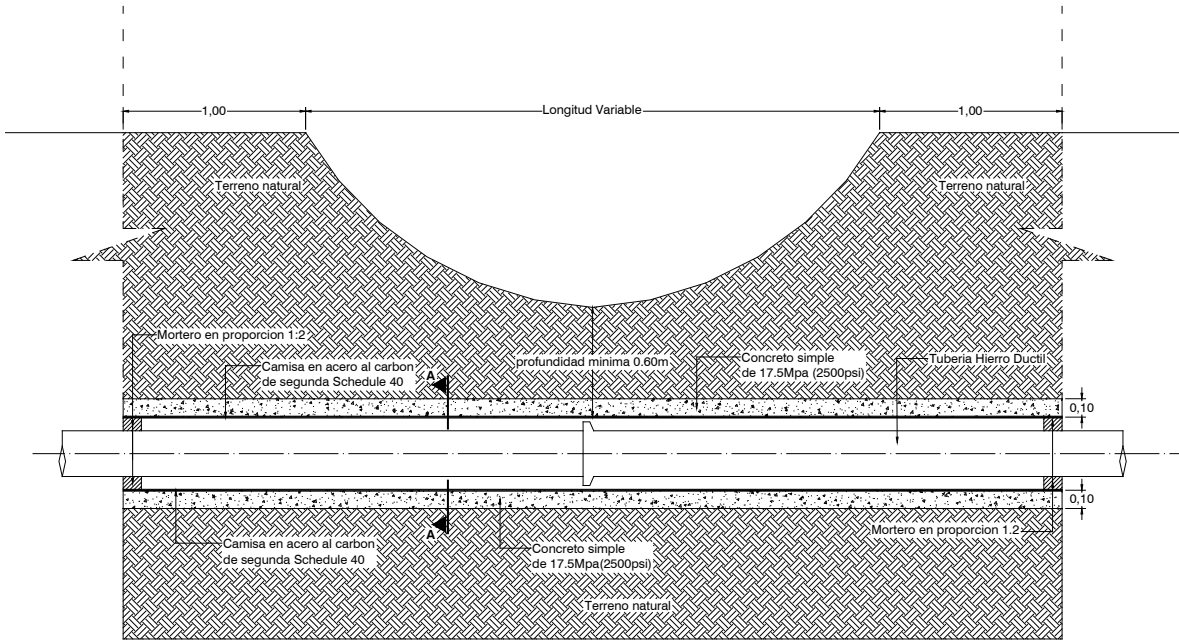 1,00
Longitud Variable
1,00
Terreno natural
Terreno natural
Mortero en proporcion 1:2
Camisa en acero al carbon
de segunda Schedule 40
A
profundidad minima 0.60m
Concreto simple
de 17.5Mpa (2500psi)
Tuberia Hierro Ductil
0,10
0,10
A
Camisa en acero al carbon
de segunda Schedule 40
Concreto simple
de 17.5Mpa(2500psi)
Mortero en proporcion 1:2
Terreno natural